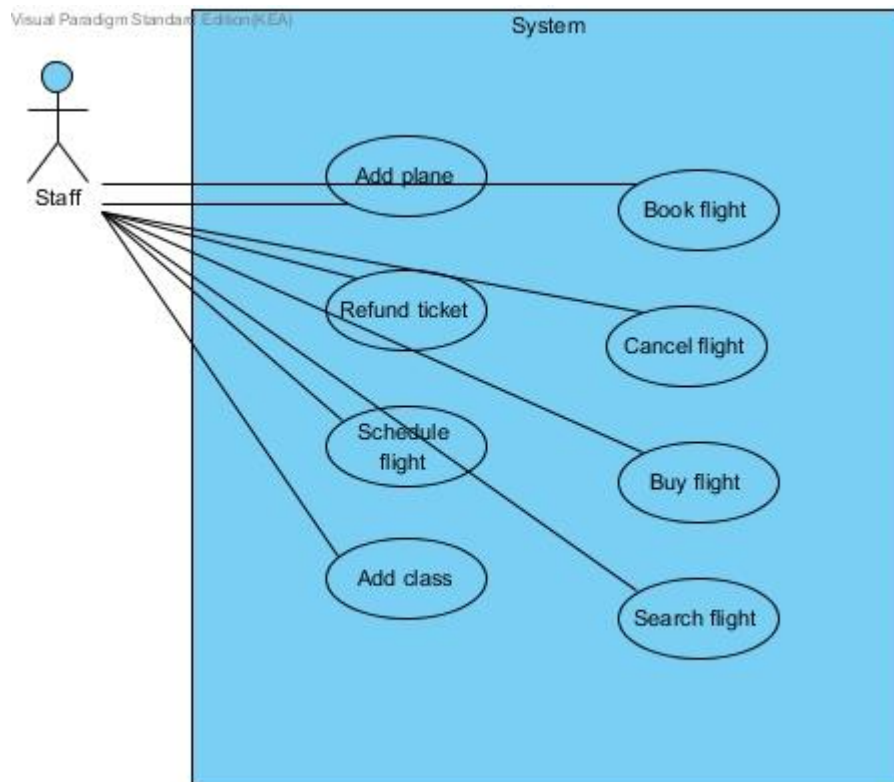 Visual Paradigm Standard Edition(KEA)
System
Staff
Add plane
Book flight
Refund ticket
Cancel flight
Schedule
flight
Buy flight
Add class
Search flight